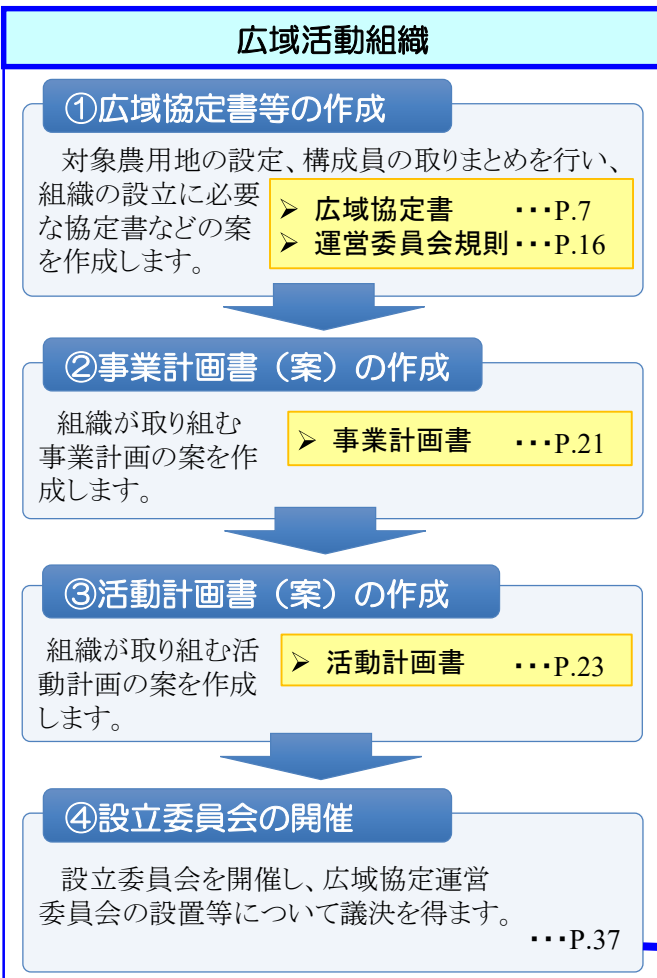 広域活動組織
①広域協定書等の作成
対象農用地の設定、構成員の取りまとめを行い、
組織の設立に必要
な協定書などの案
を作成します。
➢ 広域協定書 ･･･P.7
➢ 運営委員会規則･･･P.16
②事業計画書（案）の作成
組織が取り組む
事業計画の案を作
成します。
➢ 事業計画書 ･･･P.21
③活動計画書（案）の作成
組織が取り組む活
動計画の案を作成
します。
➢ 活動計画書 ･･･P.23
④設立委員会の開催
設立委員会を開催し、広域協定運営
委員会の設置等について議決を得ます。
･･･P.37